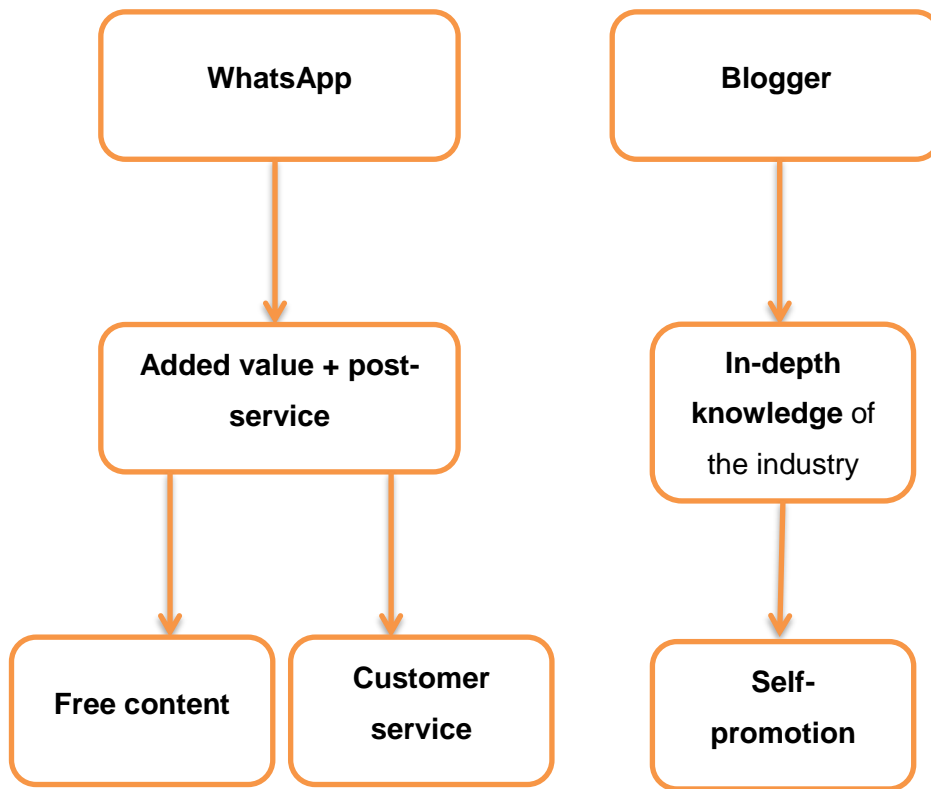 WhatsApp
Blogger
Added value + post-
service
In-depth
knowledge of
the industry
Free content
Customer
service
Self-
promotion